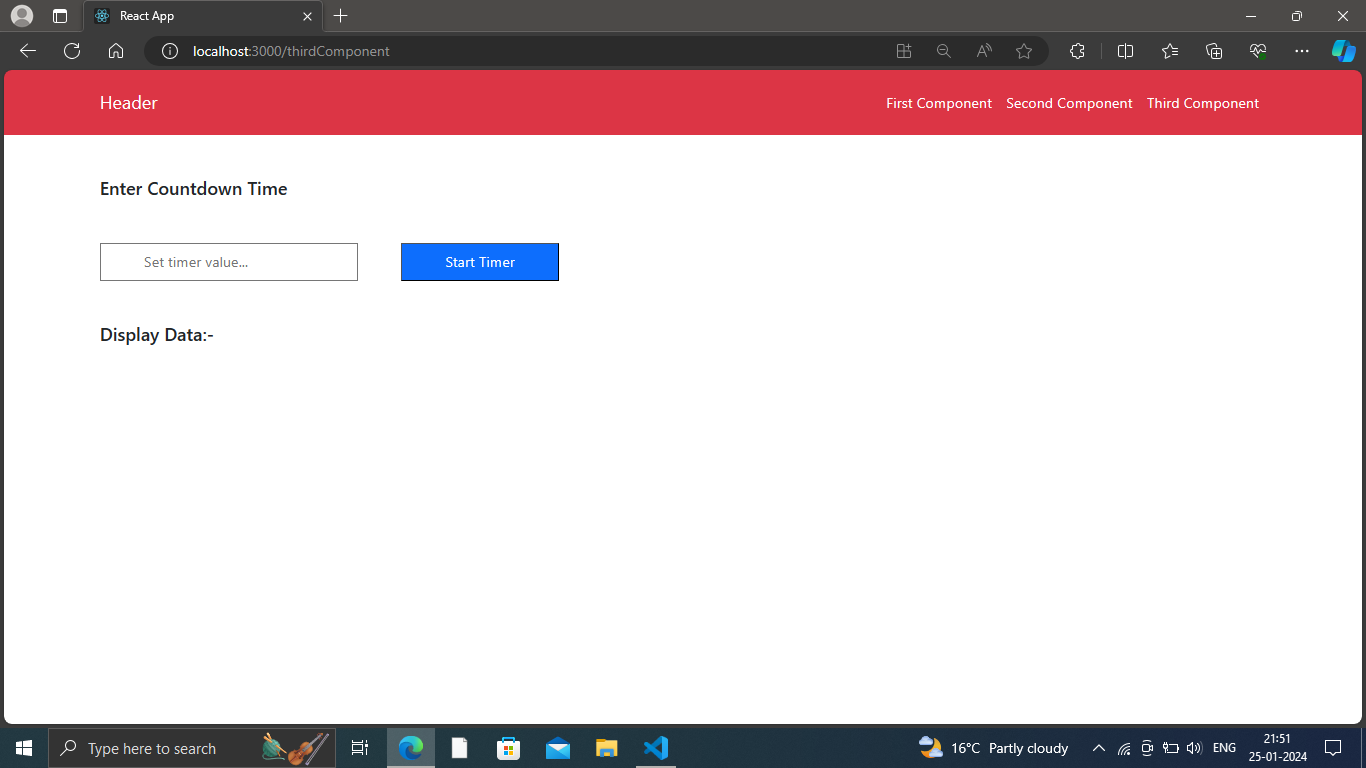 React App
localhost:3000/thirdComponent
Header
First Component
Second Component
Third Component
Enter Countdown Time
Set timer value...
Start Timer
Display Data:-
Type here to search
16°C Partly cloudy
ENG
21:51
25-01-2024